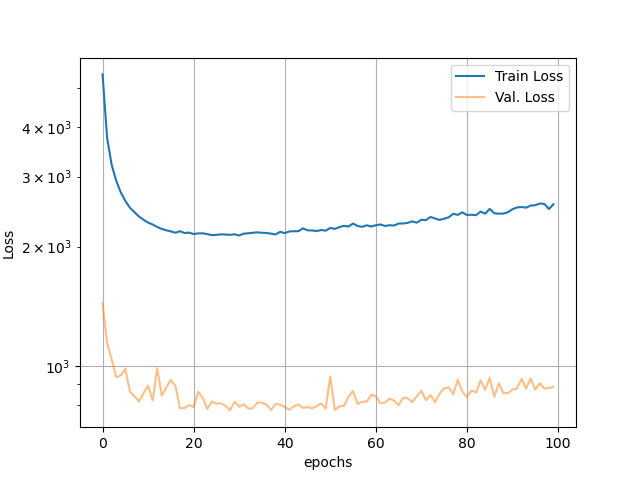 Train Loss
Val. Loss
4 × 10³
3 × 10³
2 × 10³
10³
Loss
0 20 40 60 80 100
epochs